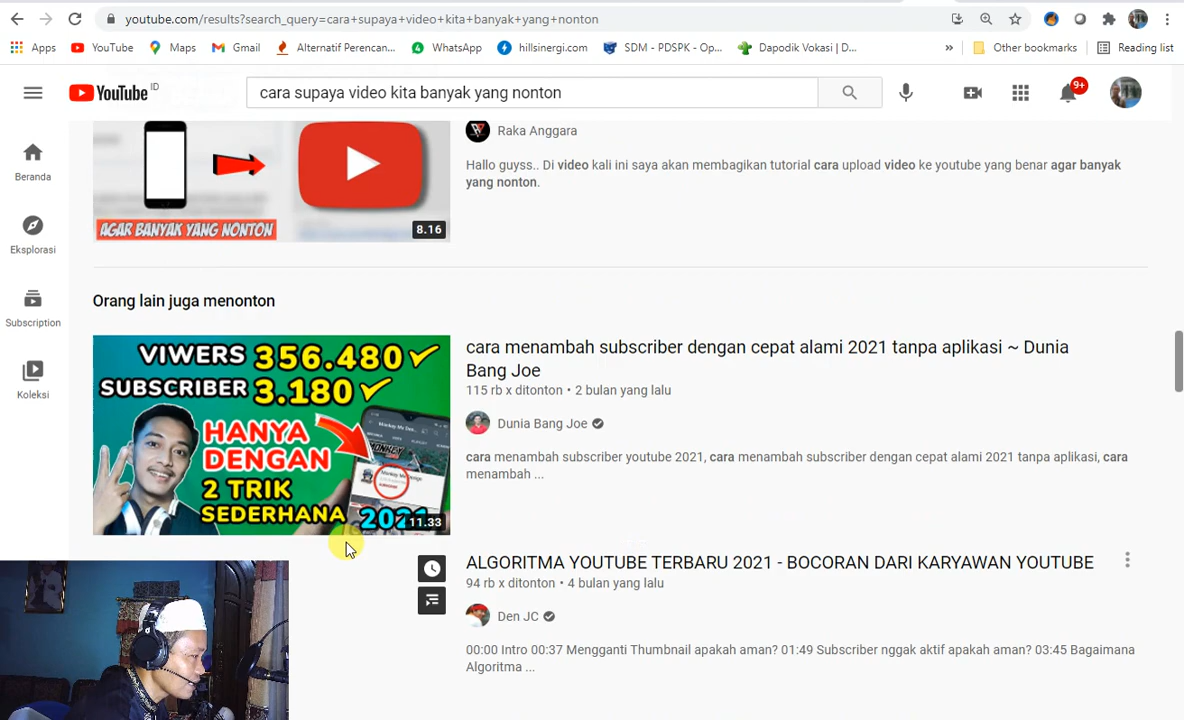 youtube.com/results?search_query=cara+supaya+video+kita+banyak+yang+nonton
Apps YouTube Maps Gmail Alternatif Perencan... WhatsApp hillsinergi.com SDM - PDSPK - Op... Dapodik Vokasi | D... » Other bookmarks Reading list
YouTube ID
cara supaya video kita banyak yang nonton
9+
Beranda
Eksplorasi
Subscription
Koleksi
AGAR BANYAK YANG NONTON
8.16
Raka Anggara
Hallo guyss.. Di video kali ini saya akan membagikan tutorial cara upload video ke youtube yang benar agar banyak
yang nonton.
Orang lain juga menonton
VIWERS 356.480
SUBSCRIBER 3.180
HANYA
DENGAN
2 TRIK
SEDERHANA
2021
11.33
cara menambah subscriber dengan cepat alami 2021 tanpa aplikasi ~ Dunia
Bang Joe
115 rb x ditonton • 2 bulan yang lalu
Dunia Bang Joe
cara menambah subscriber youtube 2021, cara menambah subscriber dengan cepat alami 2021 tanpa aplikasi, cara
menambah ...
ALGORITMA YOUTUBE TERBARU 2021 - BOCORAN DARI KARYAWAN YOUTUBE
94 rb x ditonton • 4 bulan yang lalu
Den JC
00:00 Intro 00:37 Mengganti Thumbnail apakah aman? 01:49 Subscriber nggak aktif apakah aman? 03:45 Bagaimana
Algoritma ...